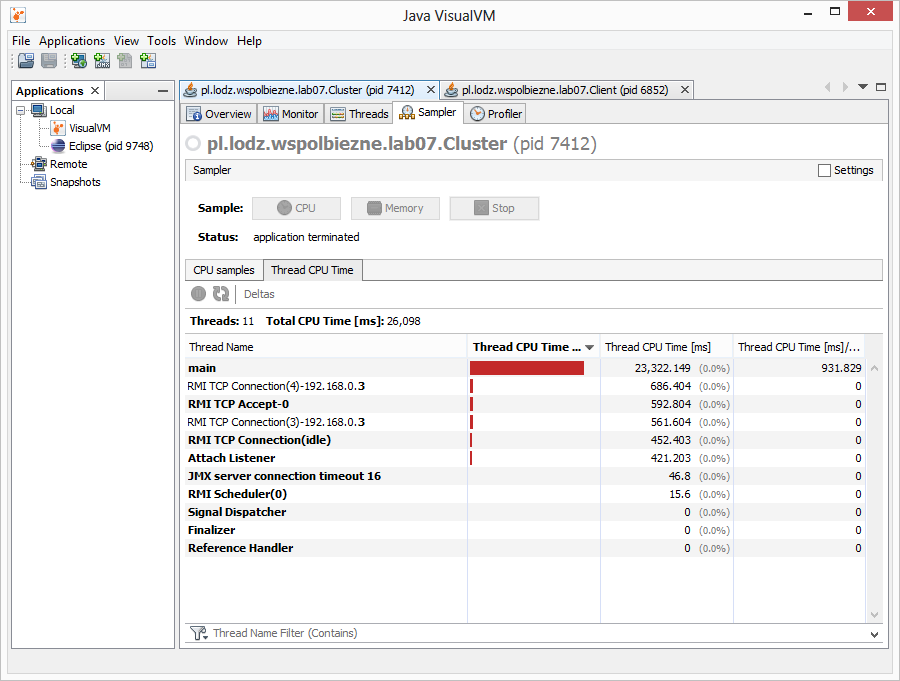 Java VisualVM
File Applications View Tools Window Help
Applications
Local
VisualVM
Eclipse (pid 9748)
Remote
Snapshots
pl.lodz.wspolbiezne.lab07.Cluster (pid 7412) pl.lodz.wspolbiezne.lab07.Client (pid 6852)
Overview Monitor Threads Sampler Profiler
pl.lodz.wspolbiezne.lab07.Cluster (pid 7412)
Sampler Settings
Sample: CPU Memory Stop
Status: application terminated
CPU samples Thread CPU Time
Deltas
Threads: 11 Total CPU Time [ms]: 26,098
Thread Name Thread CPU Time ... Thread CPU Time [ms] Thread CPU Time [ms]/...
main 23,322.149 (0.0%) 931.829
RMI TCP Connection(4)-192.168.0.3 686.404 (0.0%) 0
RMI TCP Accept-0 592.804 (0.0%) 0
RMI TCP Connection(3)-192.168.0.3 561.604 (0.0%) 0
RMI TCP Connection(idle) 452.403 (0.0%) 0
Attach Listener 421.203 (0.0%) 0
JMX server connection timeout 16 46.8 (0.0%) 0
RMI Scheduler(0) 15.6 (0.0%) 0
Signal Dispatcher 0 (0.0%) 0
Finalizer 0 (0.0%) 0
Reference Handler 0 (0.0%) 0
Thread Name Filter (Contains)